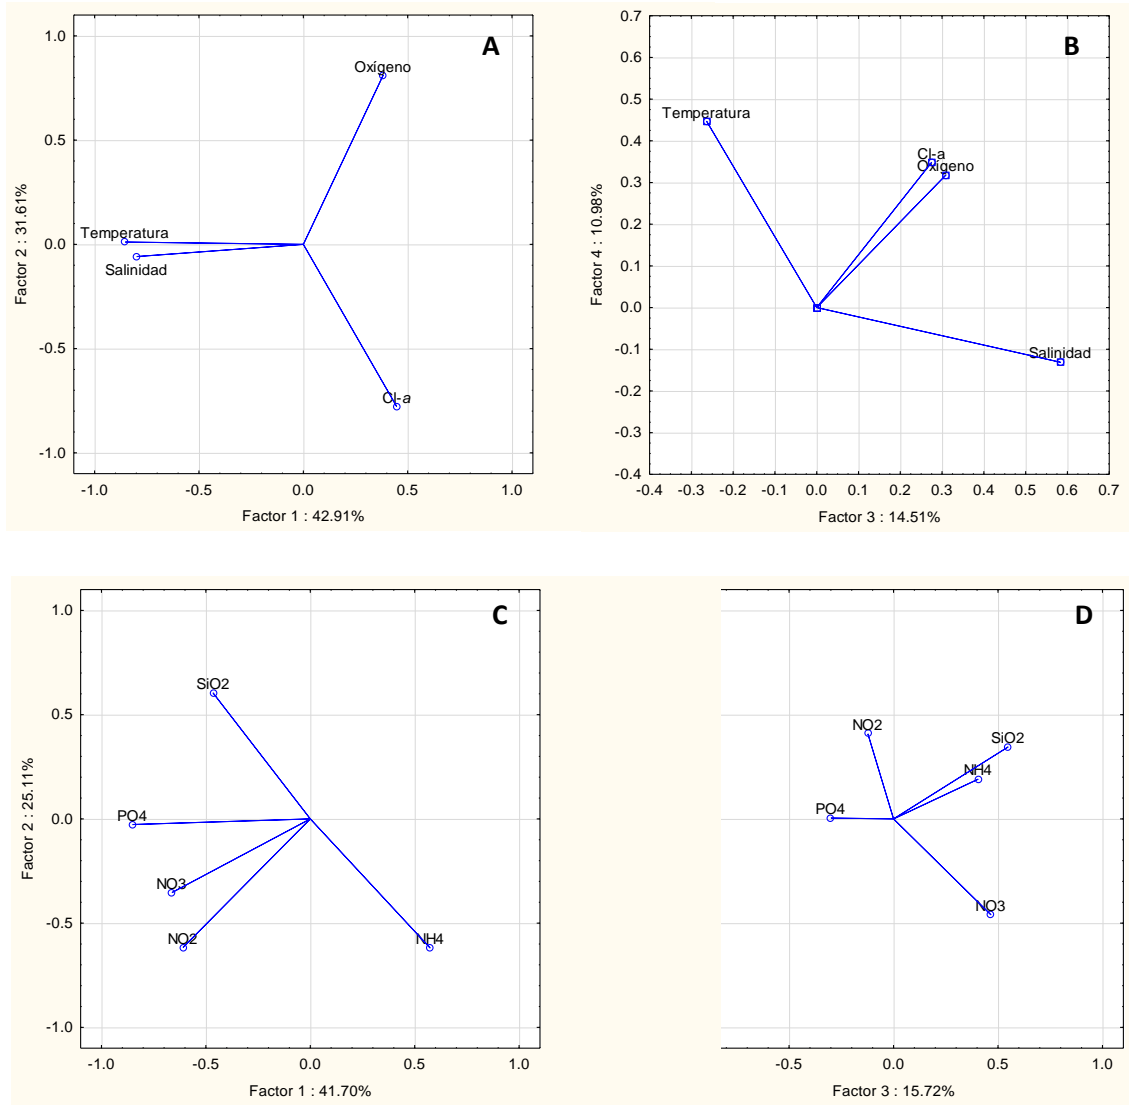 A
1.0
0.5
0.0
-0.5
-1.0
Factor 2 : 31.61%
Oxígeno
Temperatura
Salinidad
Cl-a
-1.0 -0.5 0.0 0.5 1.0
Factor 1 : 42.91%
B
0.7
0.6
0.5
0.4
0.3
0.2
0.1
0.0
-0.1
-0.2
-0.3
-0.4
Factor 4 : 10.98%
Temperatura
Cl-a
Oxígeno
Salinidad
-0.4 -0.3 -0.2 -0.1 0.0 0.1 0.2 0.3 0.4 0.5 0.6 0.7
Factor 3 : 14.51%
C
1.0
0.5
0.0
-0.5
-1.0
Factor 2 : 25.11%
SiO2
PO4
NO3
NO2
NH4
-1.0 -0.5 0.0 0.5 1.0
Factor 1 : 41.70%
D
NO2
SiO2
NH4
PO4
NO3
-0.5 0.0 0.5 1.0
Factor 3 : 15.72%